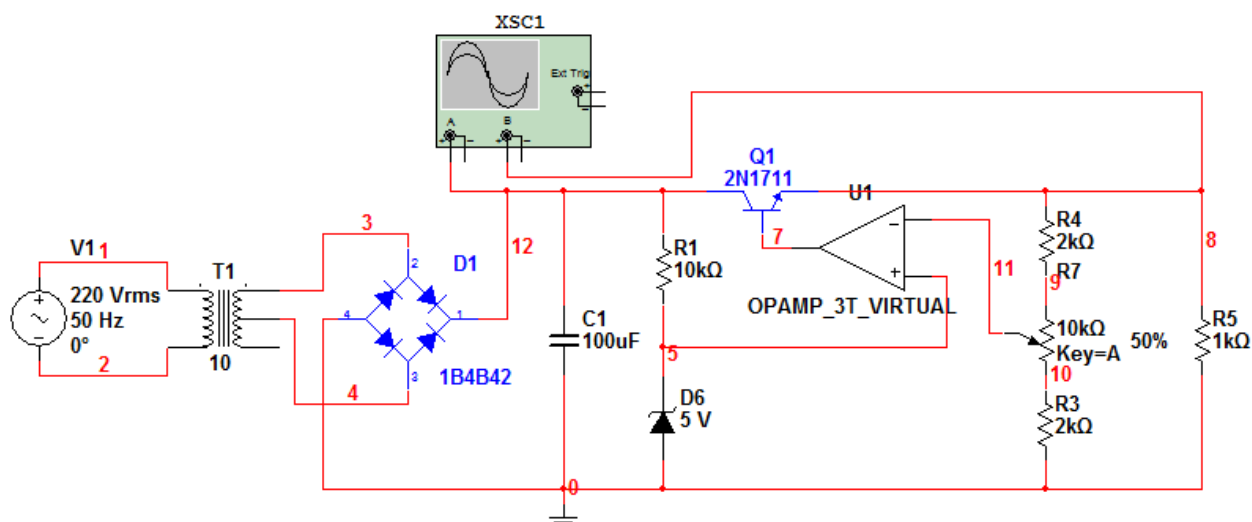 XSC1
Ext Trig
+
−
A
B
+ −
+ −
Q1
2N1711
U1
3
7
−
+
R4
2kΩ
8
V1
1
T1
12
D1
2
R1
10kΩ
11
R7
9
220 Vrms
50 Hz
0°
4
1
C1
100uF
OPAMP_3T_VIRTUAL
10kΩ
Key=A
50%
R5
1kΩ
2
10
3
5
10
4
1B4B42
D6
5 V
R3
2kΩ
0